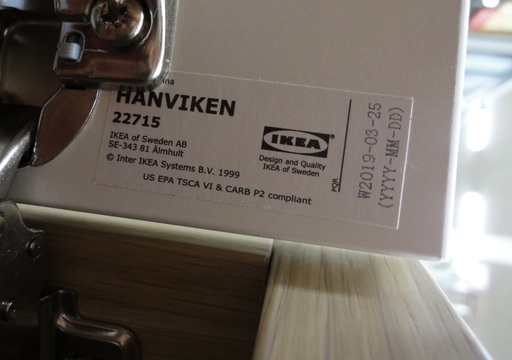 HANVIKEN
22715
IKEA of Sweden AB
SE-343 81 Älmhult
© Inter IKEA Systems B.V. 1999
US EPA TSCA VI & CARB P2 compliant
IKEA
Design and Quality
IKEA of Sweden
PQR
W2019-03-25
(YYYY-MM-DD)